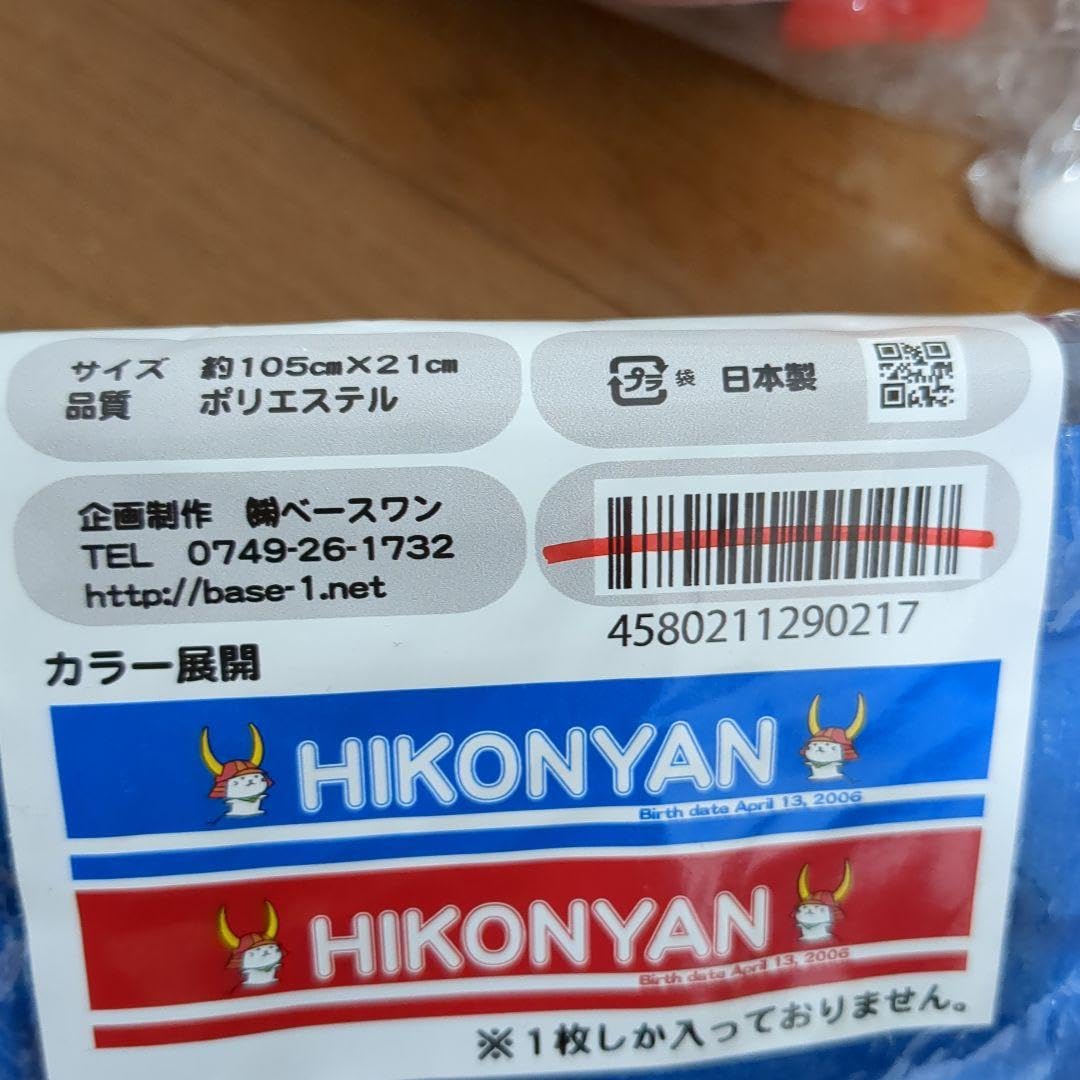 サイズ 約105㎝×21㎝
品質 ポリエステル
プラ 袋 日本製
企画制作 ㈱ベースワン
TEL 0749-26-1732
http://base-1.net
4580211290217
カラー展開
HIKONYAN
Birth date April 13, 2006
HIKONYAN
Birth date April 13, 2006
※1枚しか入っておりません。